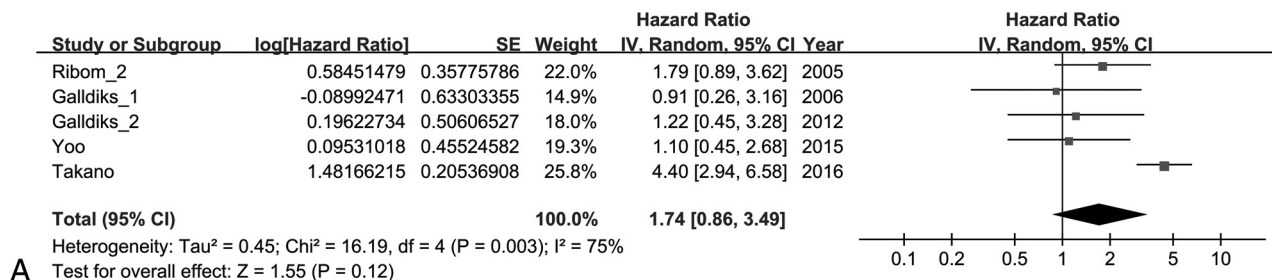 Hazard Ratio Hazard Ratio
Study or Subgroup log[Hazard Ratio] SE Weight IV, Random, 95% CI Year IV, Random, 95% CI
Ribom_2 0.58451479 0.35775786 22.0% 1.79 [0.89, 3.62] 2005
Galldiks_1 -0.08992471 0.63303355 14.9% 0.91 [0.26, 3.16] 2006
Galldiks_2 0.19622734 0.50606527 18.0% 1.22 [0.45, 3.28] 2012
Yoo 0.09531018 0.45524582 19.3% 1.10 [0.45, 2.68] 2015
Takano 1.48166215 0.20536908 25.8% 4.40 [2.94, 6.58] 2016
Total (95% CI) 100.0% 1.74 [0.86, 3.49]
Heterogeneity: Tau² = 0.45; Chi² = 16.19, df = 4 (P = 0.003); I² = 75%
0.1 0.2 0.5 1 2 5 10
A Test for overall effect: Z = 1.55 (P = 0.12)